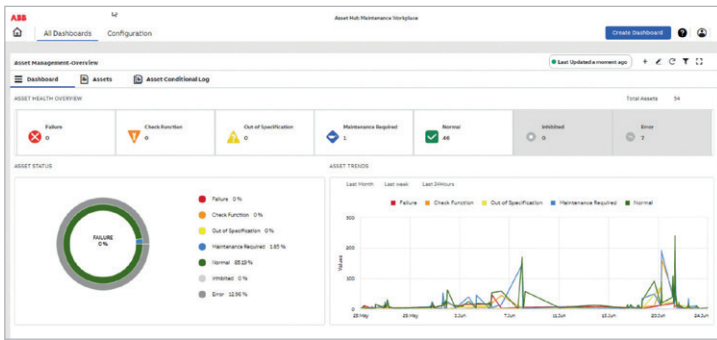 ABB
Asset Hub Maintenance Workplace
All Dashboards Configuration Create Dashboard
Asset Management-Overview Last Updated a moment ago
Dashboard Assets Asset Conditional Log
ASSET HEALTH OVERVIEW Total Assets 54
Failure Check Function Out of Specification Maintenance Required Normal Inhibited Error
0 0 0 1 46 0 7
ASSET STATUS ASSET TRENDS
Last Month Last week Last 24Hours
Failure Check Function Out of Specification Maintenance Required Normal
FAILURE
0 %
Failure 0 %
Check Function 0 %
Out of Specification 0 %
Maintenance Required 1.85 %
Normal 85.19 %
Inhibited 0 %
Error 12.96 %
Values
300
200
100
0
25 May 3.Jun 7.Jun 11.Jun 16.Jun 20.Jun 24.Jun